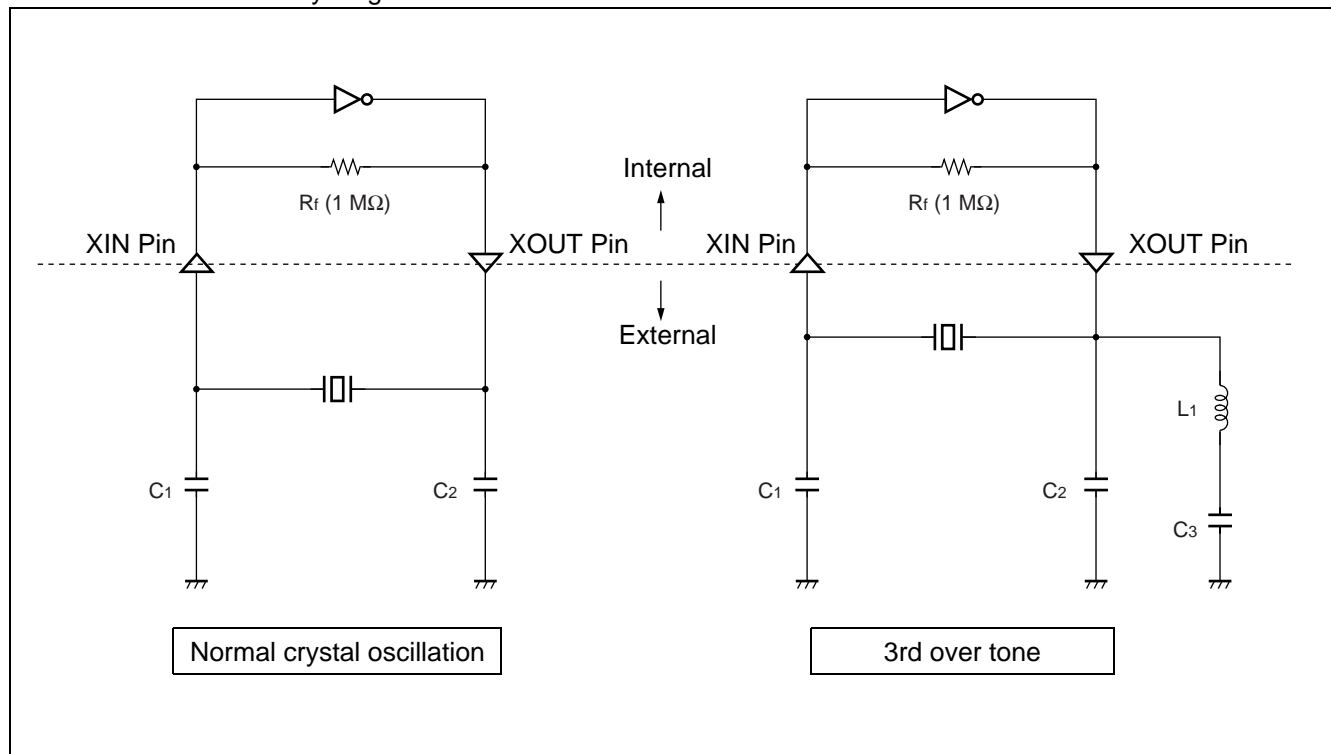 Rf (1 MΩ)
XIN Pin
XOUT Pin
C1
C2
Normal crystal oscillation
Internal
External
Rf (1 MΩ)
XIN Pin
XOUT Pin
L1
C1
C2
C3
3rd over tone